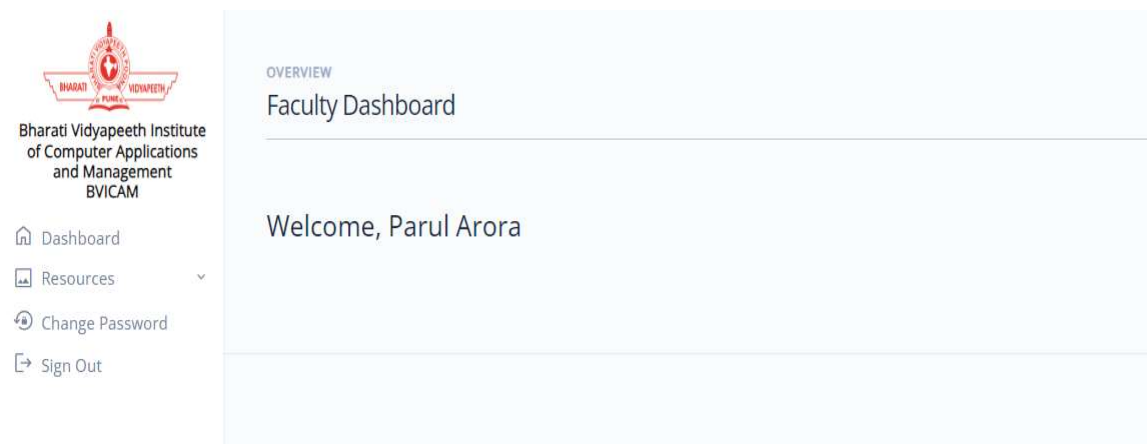 BHARATI VIDYAPEETH
PUNE
Bharati Vidyapeeth Institute
of Computer Applications
and Management
BVICAM
Dashboard
Resources
Change Password
Sign Out
OVERVIEW
Faculty Dashboard
Welcome, Parul Arora